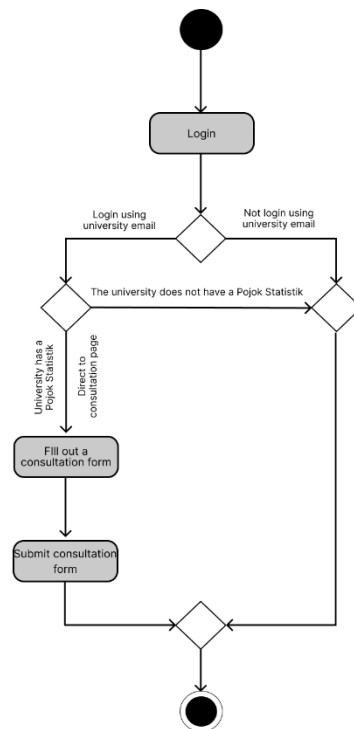 Login
Login using
university email
Not login using
university email
The university does not have a Pojok Statistik
University has a
Pojok Statistik
Direct to
consultation page
FIll out a
consultation form
Submit consultation
form